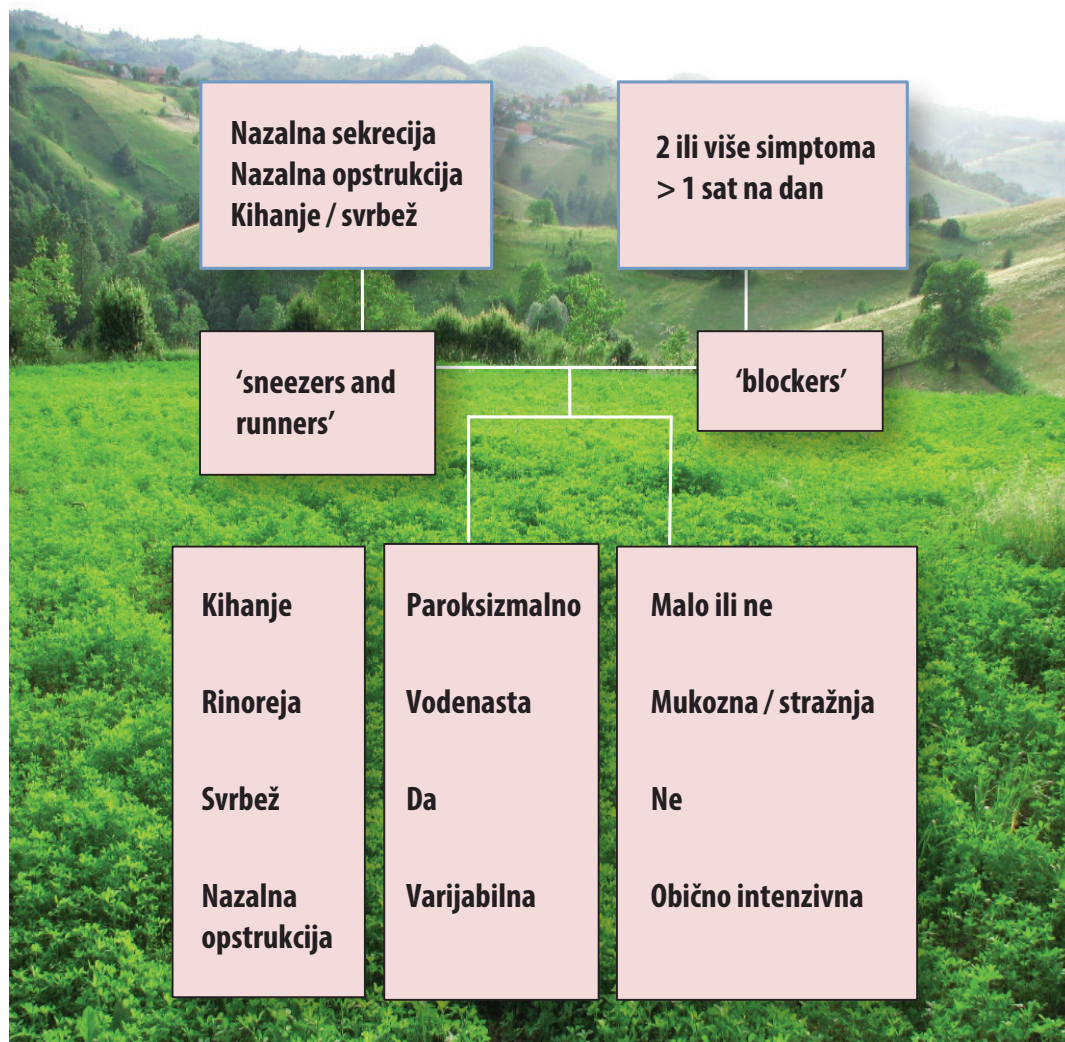 Nazalna sekrecija
Nazalna opstrukcija
Kihanje / svrbež
2 ili više simptoma
> 1 sat na dan
‘sneezers and
runners’
‘blockers’
Kihanje
Paroksizmalno
Malo ili ne
Rinoreja
Vodenasta
Mukozna / stražnja
Svrbež
Da
Ne
Nazalna
opstrukcija
Varijabilna
Obično intenzivna